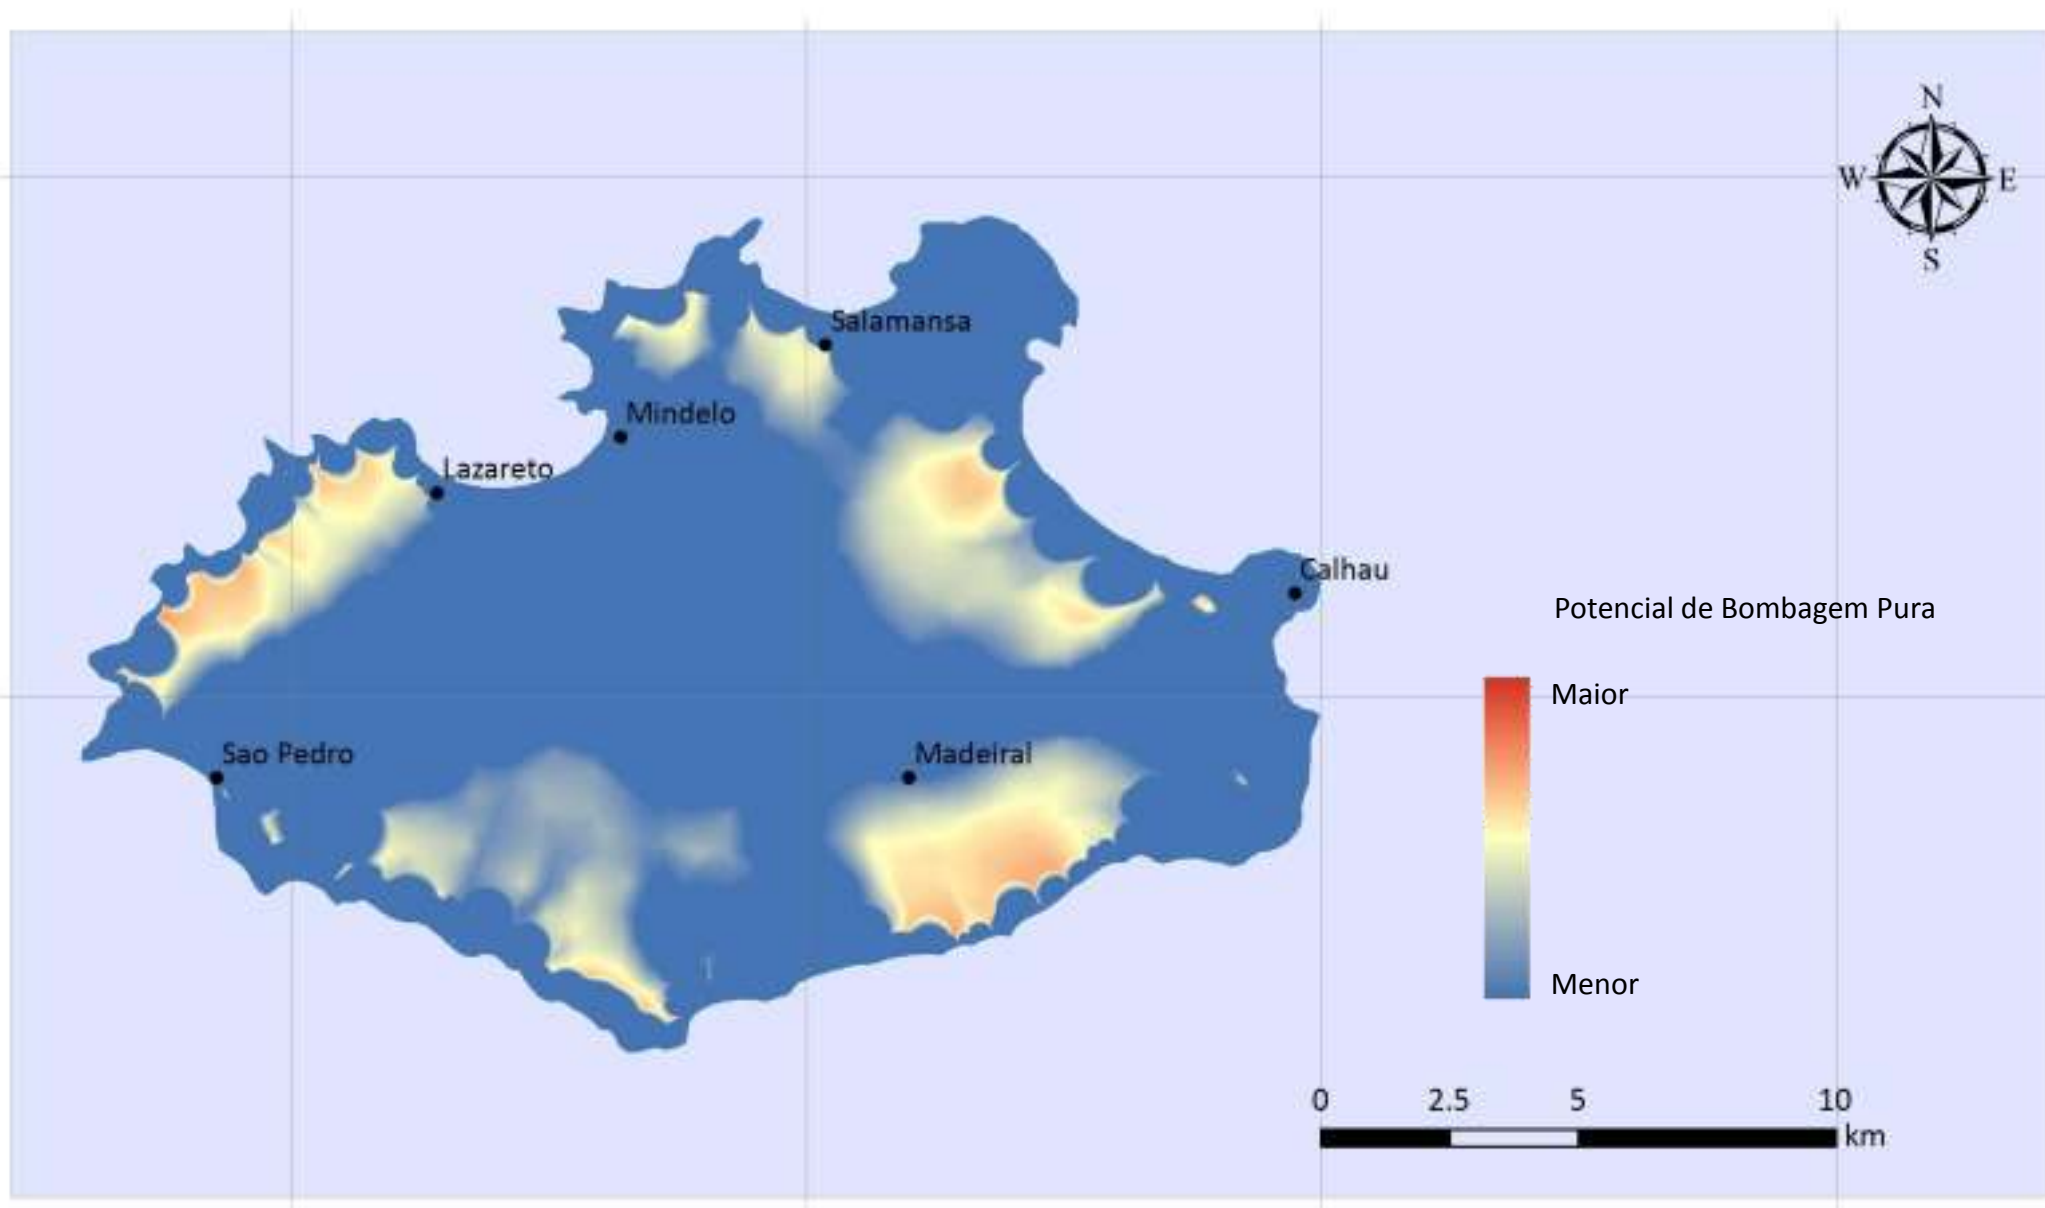 N
W E
S
Salamansa
Mindelo
Lazareto
Calhau
Potencial de Bombagem Pura
Maior
Sao Pedro
Madeiral
Menor
0 2.5 5 10
km